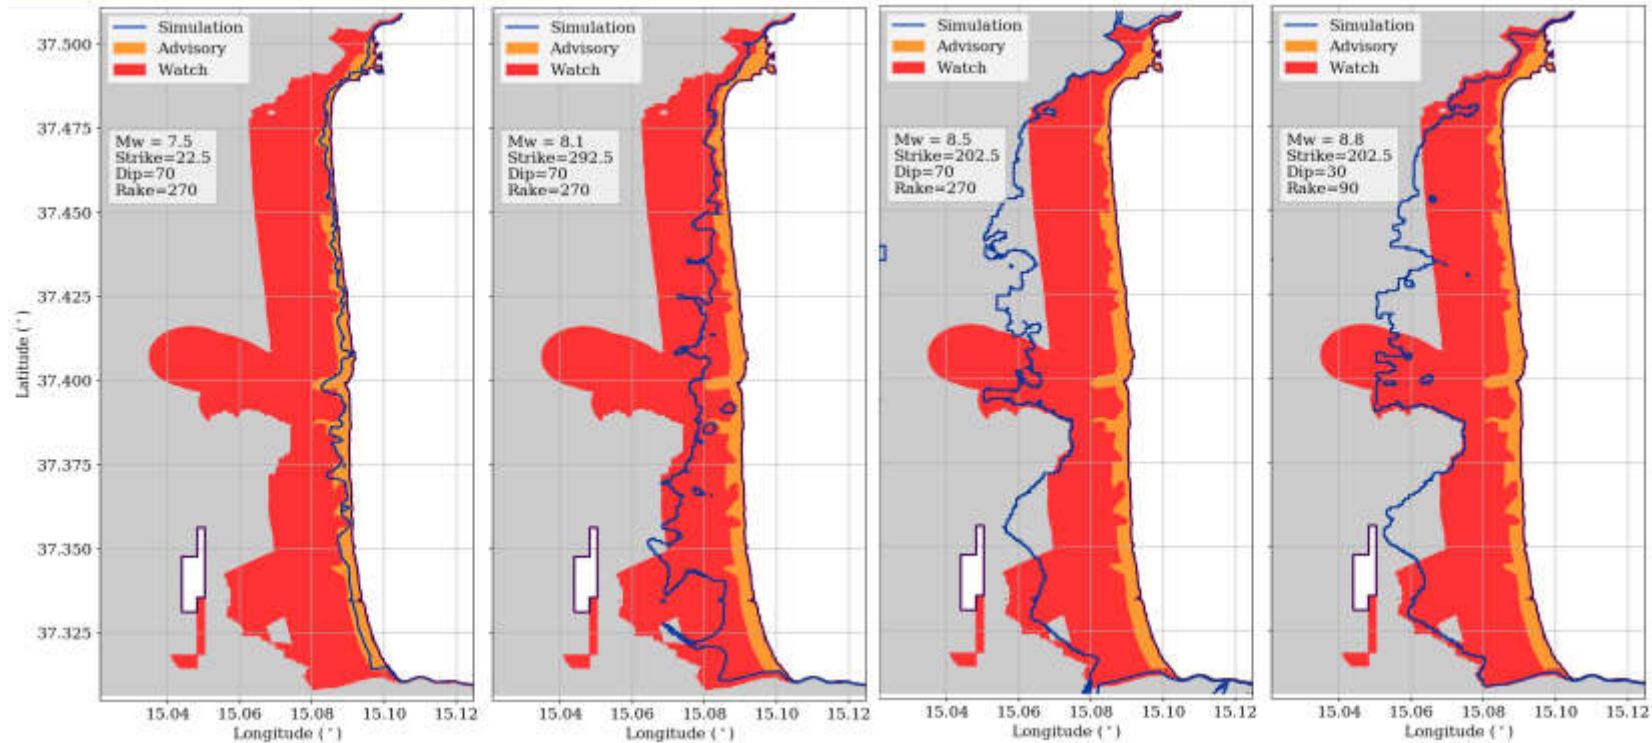 Simulation
Advisory
Watch
Mw = 7.5
Strike=22.5
Dip=70
Rake=270
Simulation
Advisory
Watch
Mw = 8.1
Strike=292.5
Dip=70
Rake=270
Simulation
Advisory
Watch
Mw = 8.5
Strike=202.5
Dip=70
Rake=270
Simulation
Advisory
Watch
Mw = 8.8
Strike=202.5
Dip=30
Rake=90
Latitude (°)
37.500
37.475
37.450
37.425
37.400
37.375
37.350
37.325
15.04 15.06 15.08 15.10 15.12
15.04 15.06 15.08 15.10 15.12
15.04 15.06 15.08 15.10 15.12
15.04 15.06 15.08 15.10 15.12
Longitude (°)
Longitude (°)
Longitude (°)
Longitude (°)